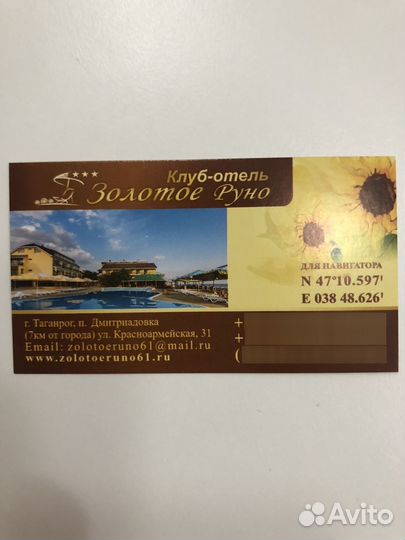 Клуб-отель
Золотое Руно
ДЛЯ НАВИГАТОРА
N 47°10.597'
E 038 48.626'
г. Таганрог, п. Дмитриадовка
(7км от города) ул. Красноармейская, 31
Email: zolotoeruno61@mail.ru
www.zolotoeruno61.ru
+
+
(
Avito